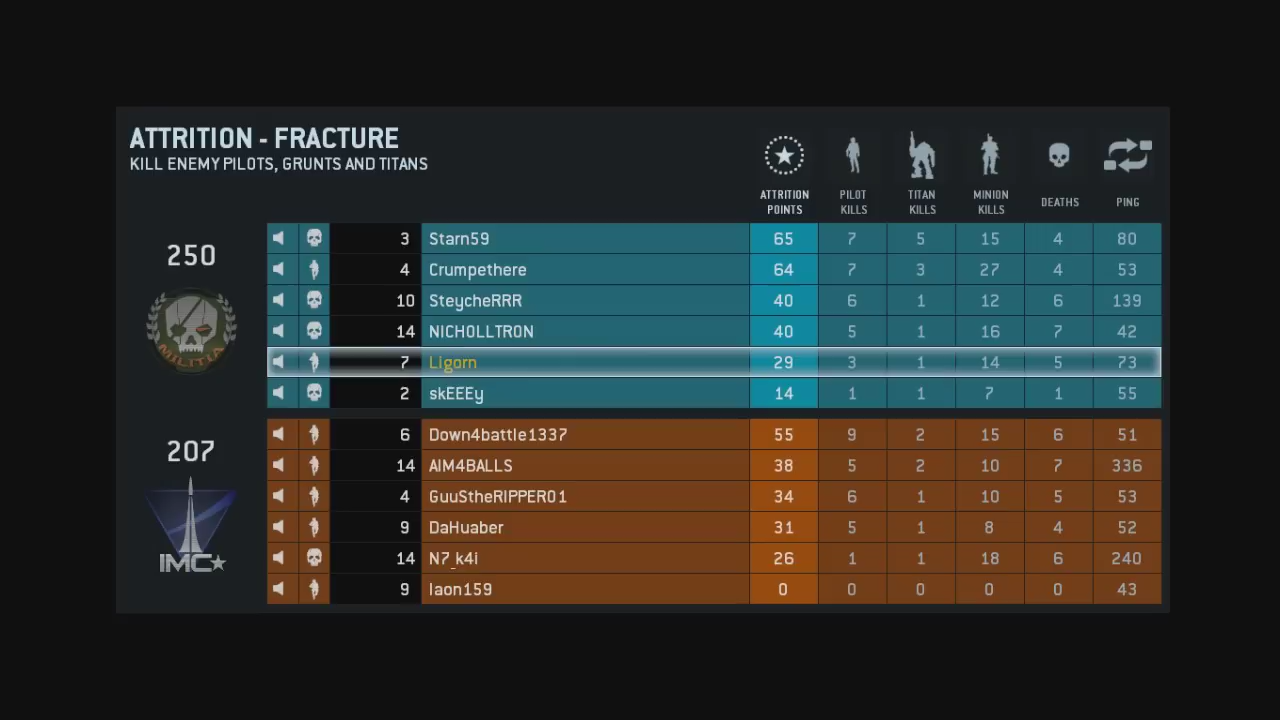 ATTRITION - FRACTURE
KILL ENEMY PILOTS, GRUNTS AND TITANS
ATTRITION POINTS PILOT KILLS TITAN KILLS MINION KILLS DEATHS PING
250
MILITIA
3 Starn59 65 7 5 15 4 80
4 Crumpethere 64 7 3 27 4 53
10 SteycheRRR 40 6 1 12 6 139
14 NICHOLLTRON 40 5 1 16 7 42
7 Ligorn 29 3 1 14 5 73
2 skEEEy 14 1 1 7 1 55
207
IMC
6 Down4battle1337 55 9 2 15 6 51
14 AIM4BALLS 38 5 2 10 7 336
4 GuuStheRIPPER01 34 6 1 10 5 53
9 DaHuaber 31 5 1 8 4 52
14 N7_k4i 26 1 1 18 6 240
9 laon159 0 0 0 0 0 43